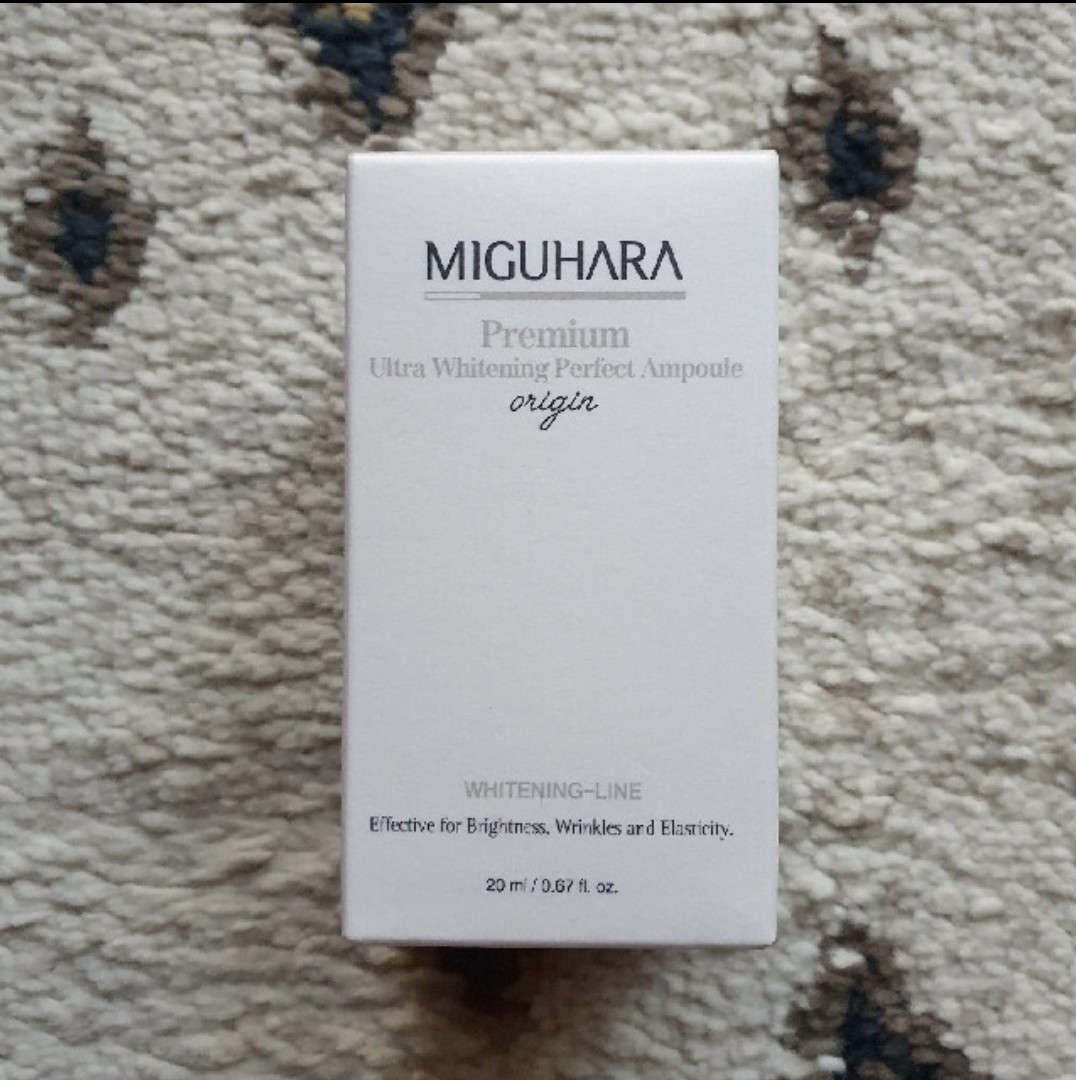 MIGUHARA
Premium
Ultra Whitening Perfect Ampoule
origin
WHITENING-LINE
Effective for Brightness, Wrinkles and Elasticity.
20 ml / 0.67 fl. oz.